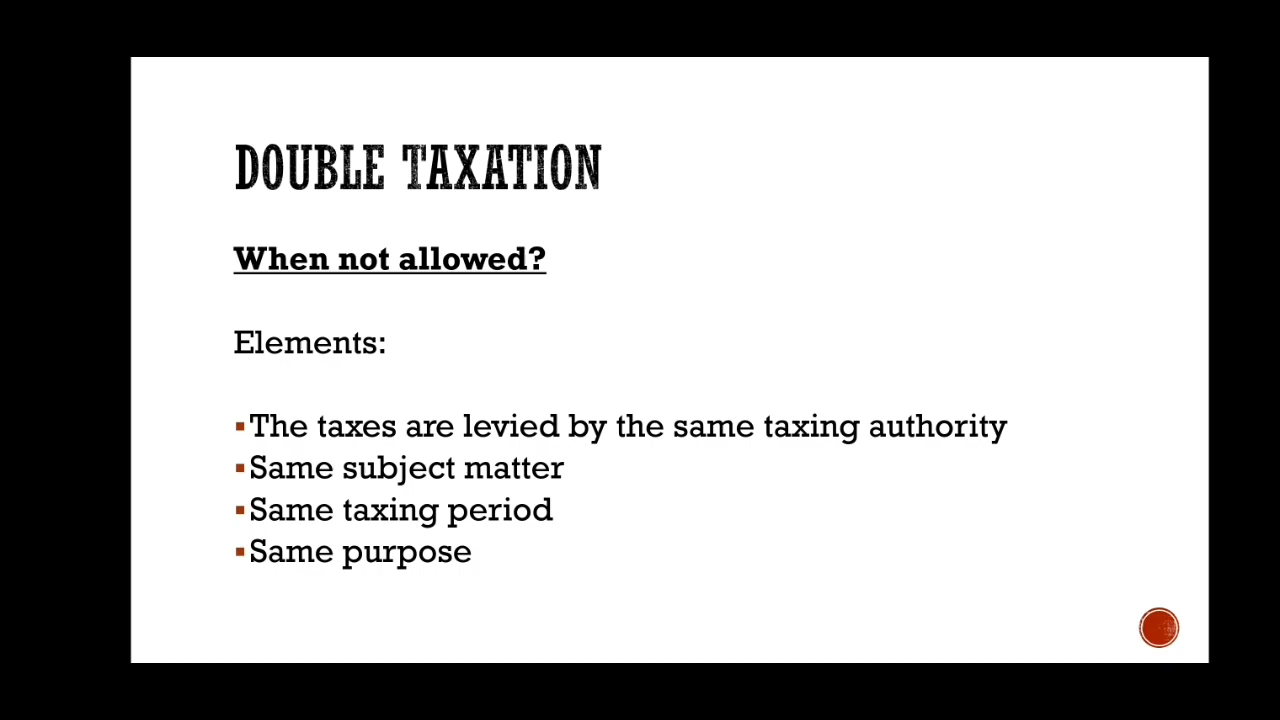 DOUBLE TAXATION
When not allowed?
Elements:
▪The taxes are levied by the same taxing authority
▪Same subject matter
▪Same taxing period
▪Same purpose